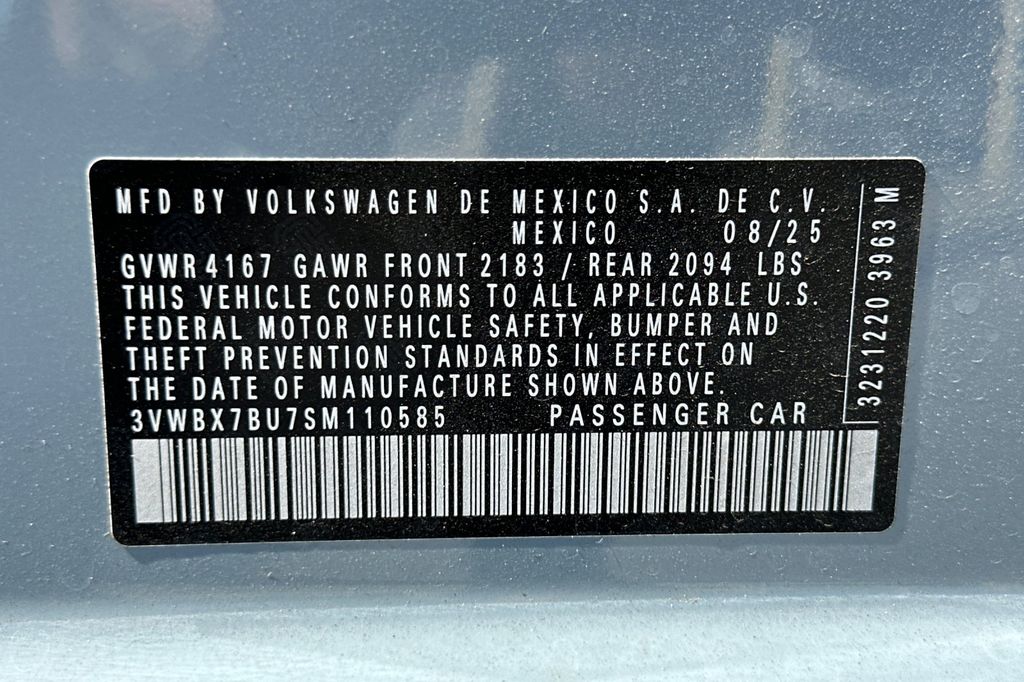 MFD BY VOLKSWAGEN DE MEXICO S.A. DE C.V.
MEXICO 08/25
GVWR 4167 GAWR FRONT 2183 / REAR 2094 LBS
THIS VEHICLE CONFORMS TO ALL APPLICABLE U.S.
FEDERAL MOTOR VEHICLE SAFETY, BUMPER AND
THEFT PREVENTION STANDARDS IN EFFECT ON
THE DATE OF MANUFACTURE SHOWN ABOVE.
3VWBX7BU7SM110585 PASSENGER CAR
3231220 3963 M